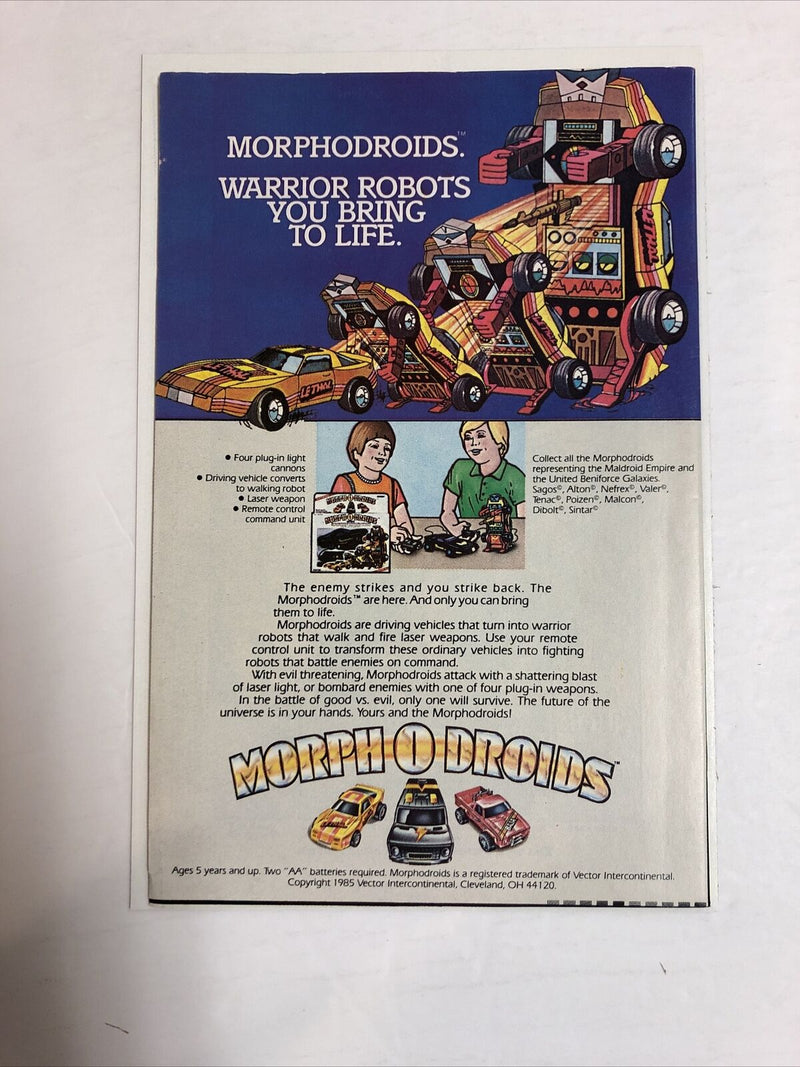 MORPHODROIDS.™
WARRIOR ROBOTS
YOU BRING
TO LIFE.
LETHAL
• Four plug-in light
cannons
• Driving vehicle converts
to walking robot
• Laser weapon
• Remote control
command unit
Collect all the Morphodroids
representing the Maldroid Empire and
the United Beniforce Galaxies.
Sagos©, Alton©, Nefrex©, Valer©,
Tenac©, Poizen©, Malcon©,
Dibolt©, Sintar©
The enemy strikes and you strike back. The
Morphodroids™ are here. And only you can bring
them to life.
Morphodroids are driving vehicles that turn into warrior
robots that walk and fire laser weapons. Use your remote
control unit to transform these ordinary vehicles into fighting
robots that battle enemies on command.
With evil threatening, Morphodroids attack with a shattering blast
of laser light, or bombard enemies with one of four plug-in weapons.
In the battle of good vs. evil, only one will survive. The future of the
universe is in your hands. Yours and the Morphodroids!
MORPH-O-DROIDS™
Ages 5 years and up. Two “AA” batteries required. Morphodroids is a registered trademark of Vector Intercontinental.
Copyright 1985 Vector Intercontinental, Cleveland, OH 44120.